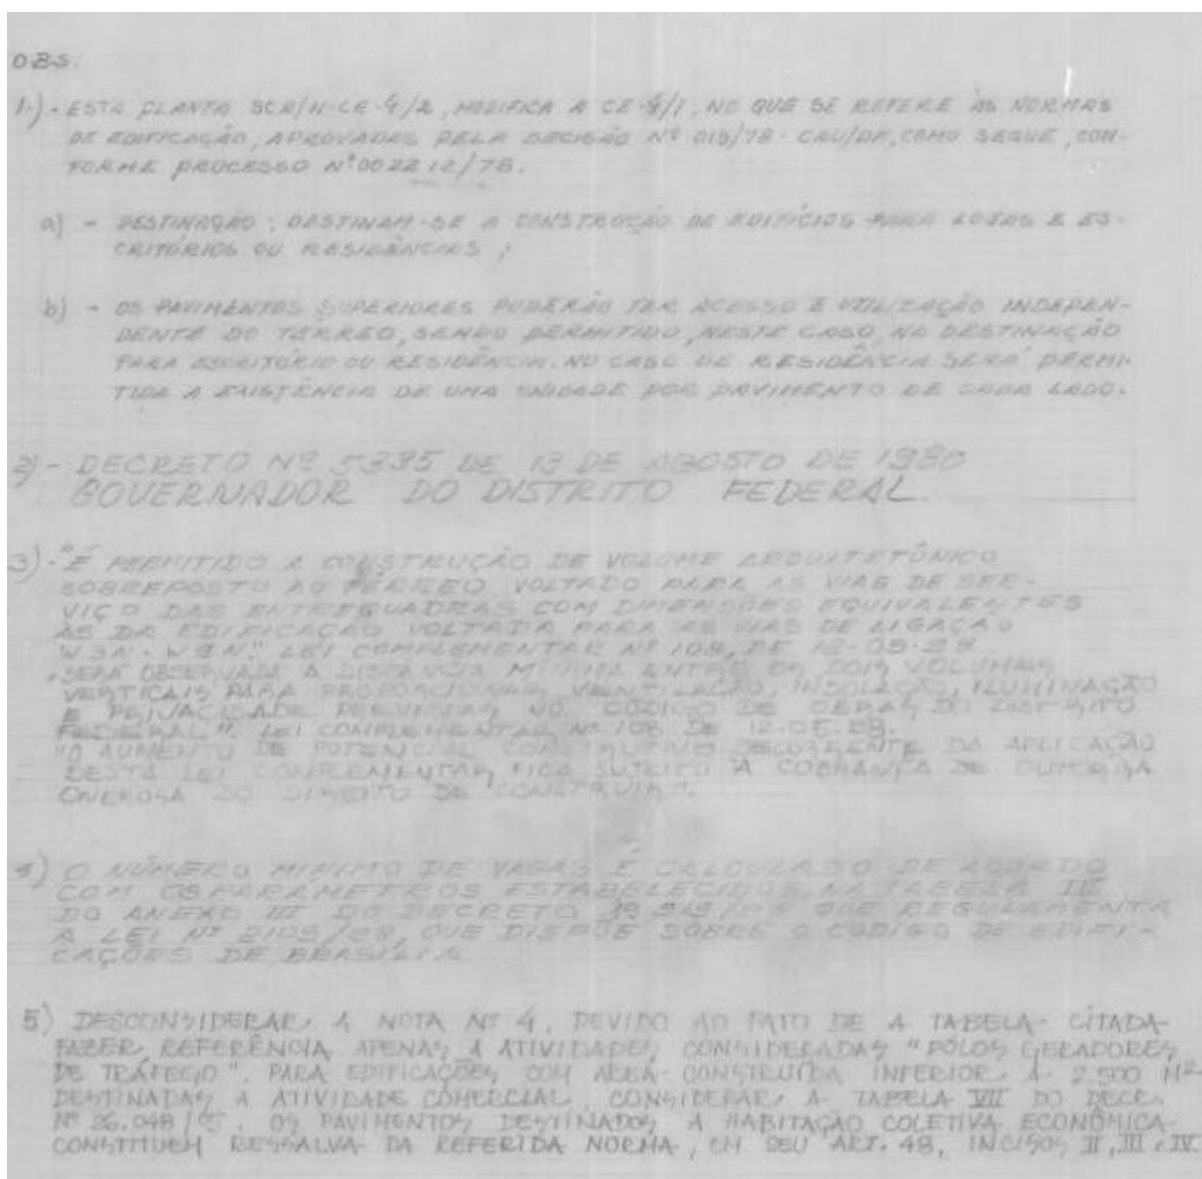 OBS:
1-) - ESTA PLANTA SCR/N-CE-4/2, MODIFICA A CE-4/1, NO QUE SE REFERE ÀS NORMAS
DE EDIFICAÇÃO, APROVADAS PELA DECISÃO Nº 018/78 - CAU/DF, COMO SEGUE, CON-
FORME PROCESSO Nº 002212/78.
a) - DESTINAÇÃO: DESTINAM-SE A CONSTRUÇÃO DE EDIFÍCIOS PARA LOJAS E ES-
CRITÓRIOS OU RESIDÊNCIAS;
b) - OS PAVIMENTOS SUPERIORES PODERÃO TER ACESSO E UTILIZAÇÃO INDEPEN-
DENTE DO TERREO, SENDO PERMITIDO, NESTE CASO, NA DESTINAÇÃO
PARA ESCRITÓRIO OU RESIDÊNCIA. NO CASO DE RESIDÊNCIA SERÁ PERMI-
TIDA A EXISTÊNCIA DE UMA UNIDADE POR PAVIMENTO DE CADA LADO.
2) - DECRETO Nº 5335 DE 13 DE AGOSTO DE 1980
GOVERNADOR DO DISTRITO FEDERAL
3) - "É PERMITIDO A CONSTRUÇÃO DE VOLUME ARQUITETÔNICO
SOBREPOSTO AO TÉRREO VOLTADO PARA AS VIAS DE SER-
VIÇO DAS ENTREQUADRAS COM DIMENSÕES EQUIVALENTES
ÀS DA EDIFICAÇÃO VOLTADA PARA AS VIAS DE LIGAÇÃO
W3N-W2N." LEI COMPLEMENTAR Nº 108, DE 12-05-98
"SERÁ OBSERVADA A DISTÂNCIA MÍNIMA ENTRE OS DOIS VOLUMES
VERTICAIS PARA PROPORCIONAR VENTILAÇÃO, INSOLAÇÃO, ILUMINAÇÃO
E PRIVACIDADE PREVISTAS NO CÓDIGO DE OBRAS DO DISTRITO
FEDERAL". LEI COMPLEMENTAR Nº 108 DE 12.05.98.
"O AUMENTO DE POTENCIAL CONSTRUTIVO DECORRENTE DA APLICAÇÃO
DESTA LEI COMPLEMENTAR, FICA SUJEITO À COBRANÇA DE OUTORGA
ONEROSA DO DIREITO DE CONSTRUIR".
4) O NÚMERO MÍNIMO DE VAGAS É CALCULADO DE ACORDO
COM OS PARAMETROS ESTABELECIDOS NA TABELA III
DO ANEXO III DO DECRETO QUE REGULAMENTA
A LEI Nº 2105/98, QUE DISPÕE SOBRE O CÓDIGO DE EDIFI-
CAÇÕES DE BRASÍLIA
5) DESCONSIDERAR A NOTA Nº 4, DEVIDO AO FATO DE A TABELA CITADA
FAZER REFERÊNCIA APENAS A ATIVIDADES CONSIDERADAS "PÓLOS GERADORES
DE TRÁFEGO". PARA EDIFICAÇÕES COM ÁREA CONSTRUÍDA INFERIOR A 2.500 M²
DESTINADAS A ATIVIDADE COMERCIAL, CONSIDERAR A TABELA VII DO DECR.
Nº 26.048/05. OS PAVIMENTOS DESTINADOS A HABITAÇÃO COLETIVA ECONÔMICA
CONSTITUEM RESSALVA DA REFERIDA NORMA, EM SEU ART. 48, INCISOS II, III e IV